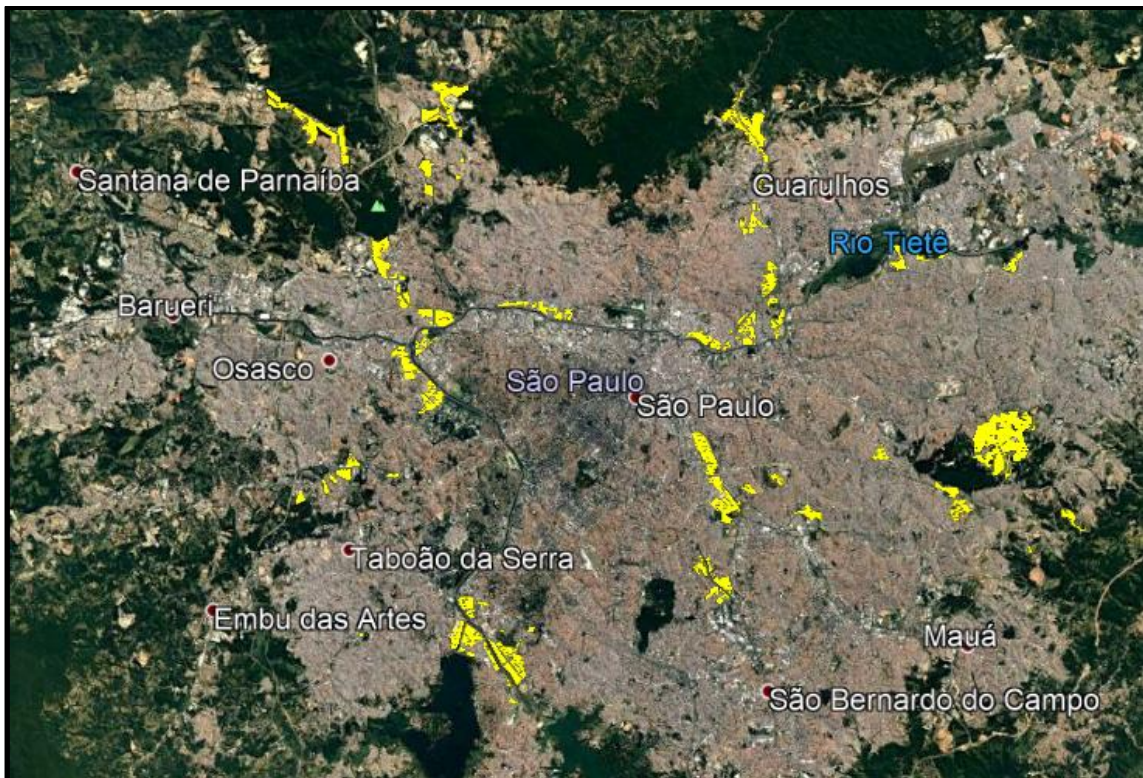 Santana de Parnaíba
Guarulhos
Rio Tietê
Barueri
Osasco
São Paulo
São Paulo
Taboão da Serra
Embu das Artes
Mauá
São Bernardo do Campo